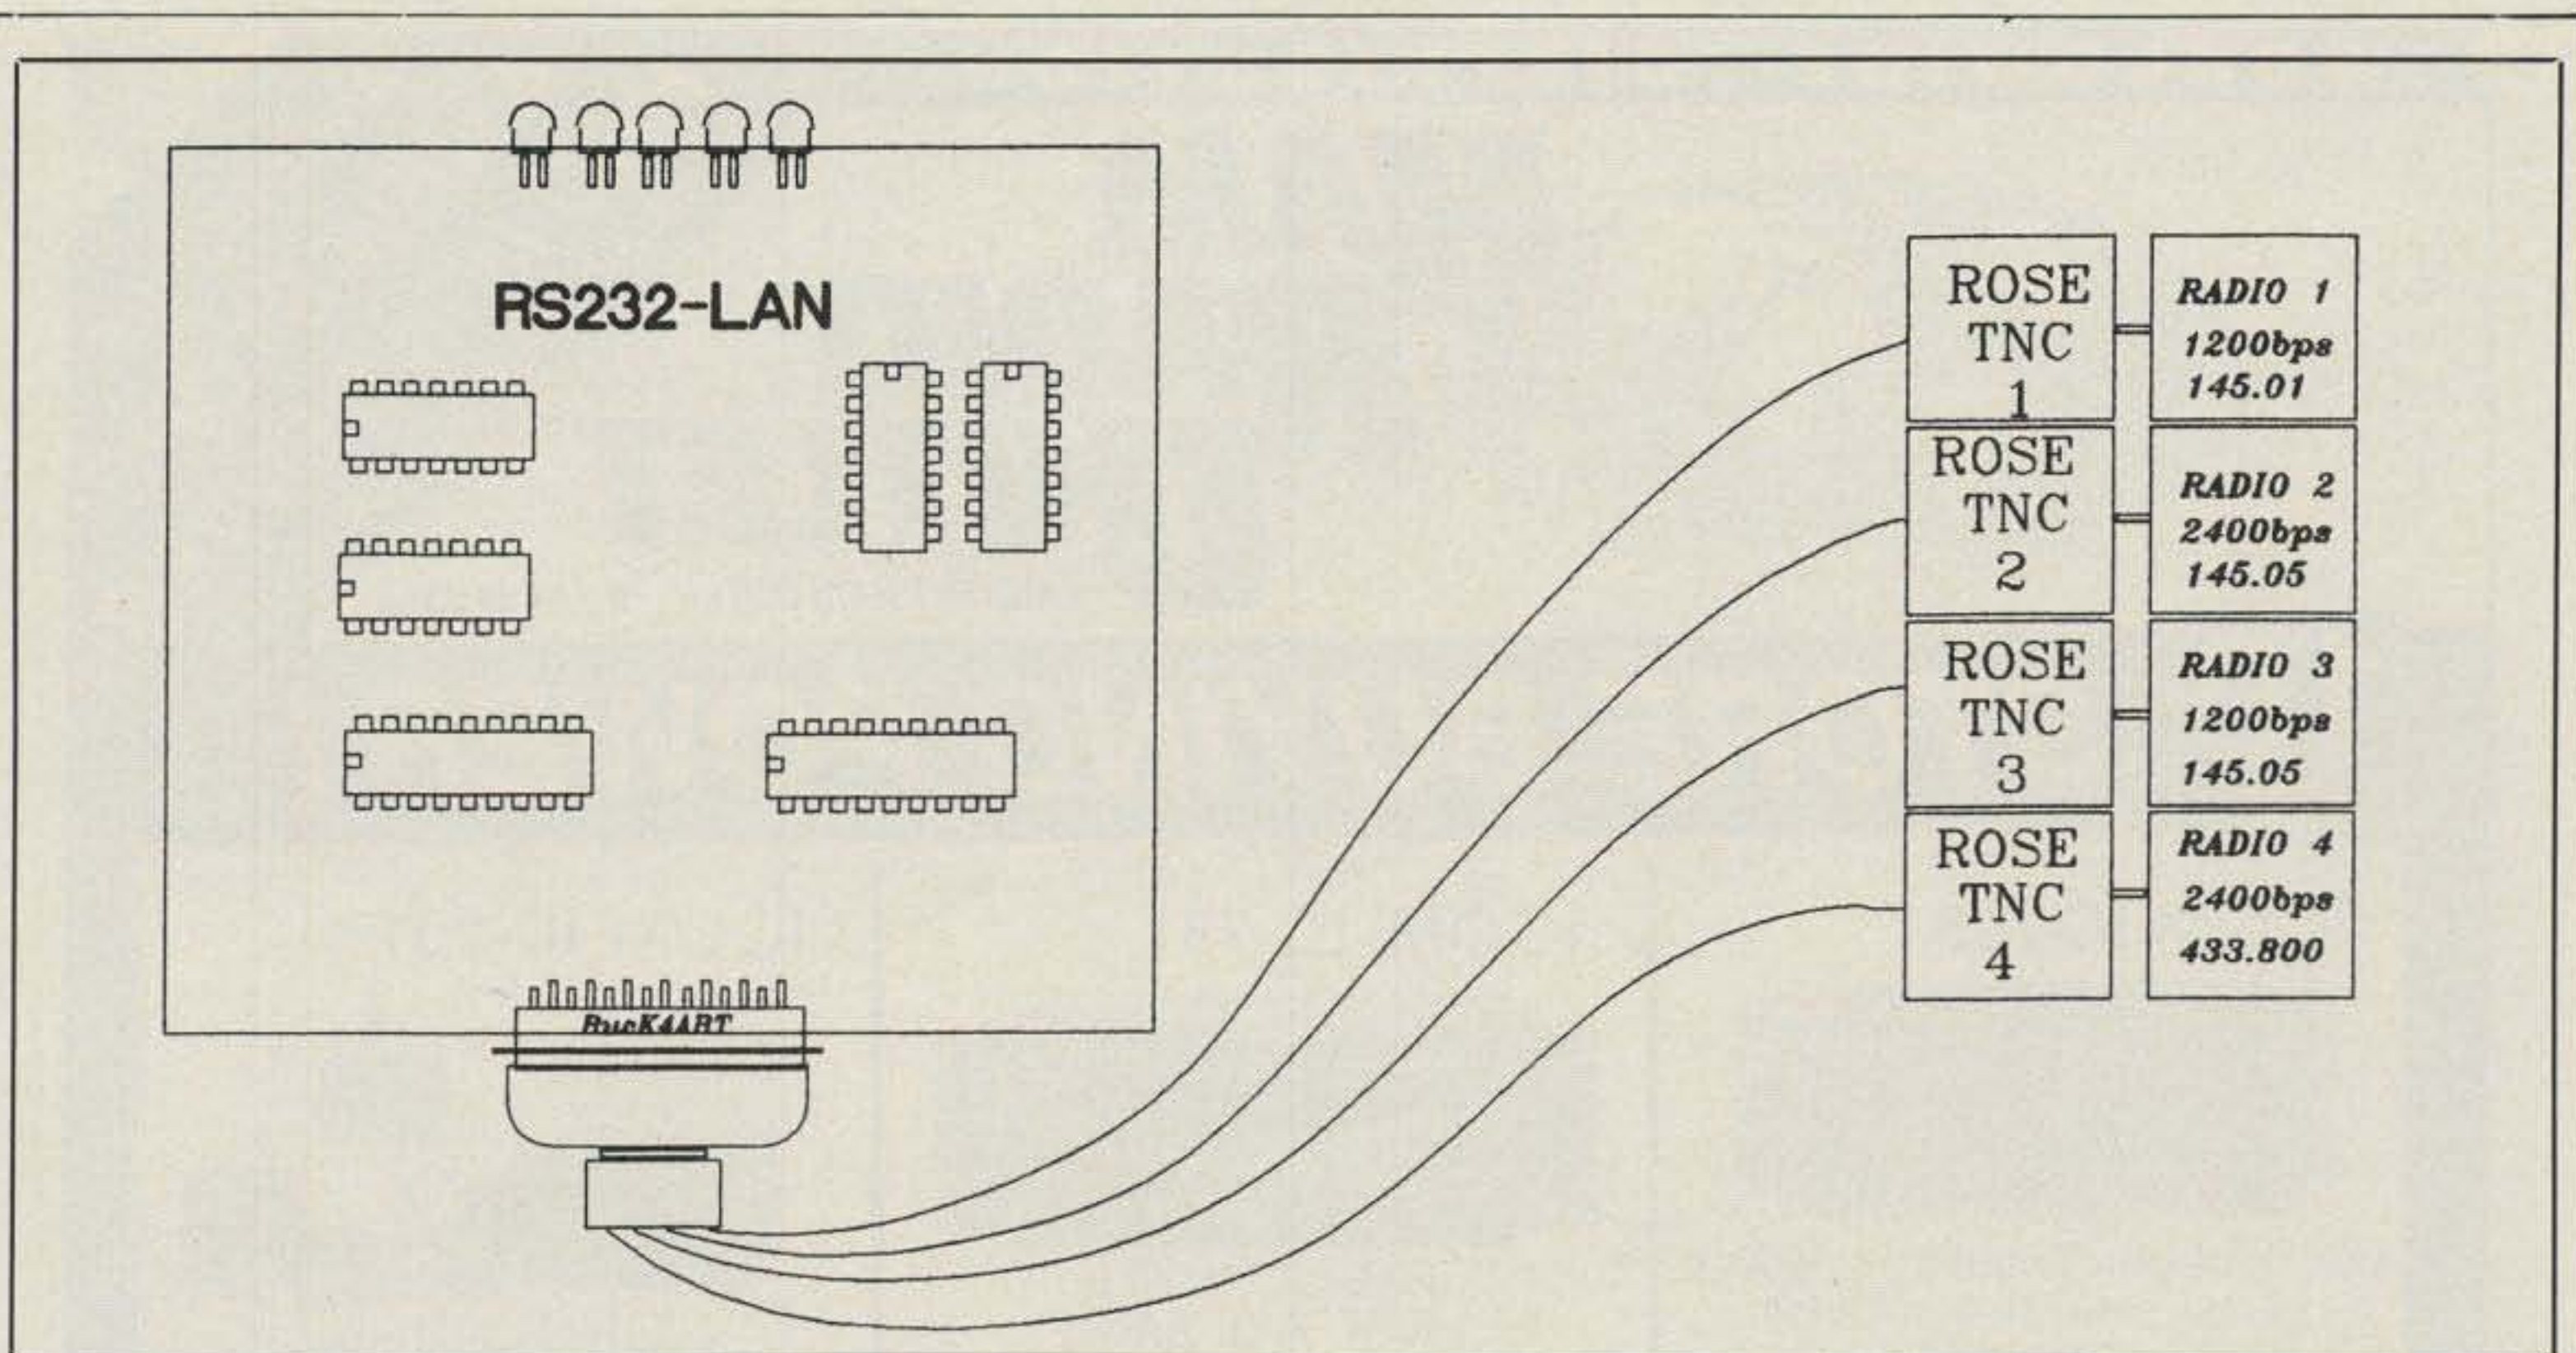 RS232-LAN
BucK4ABT
ROSE
TNC
1
RADIO 1
1200bps
145.01
ROSE
TNC
2
RADIO 2
2400bps
145.05
ROSE
TNC
3
RADIO 3
1200bps
145.05
ROSE
TNC
4
RADIO 4
2400bps
433.800